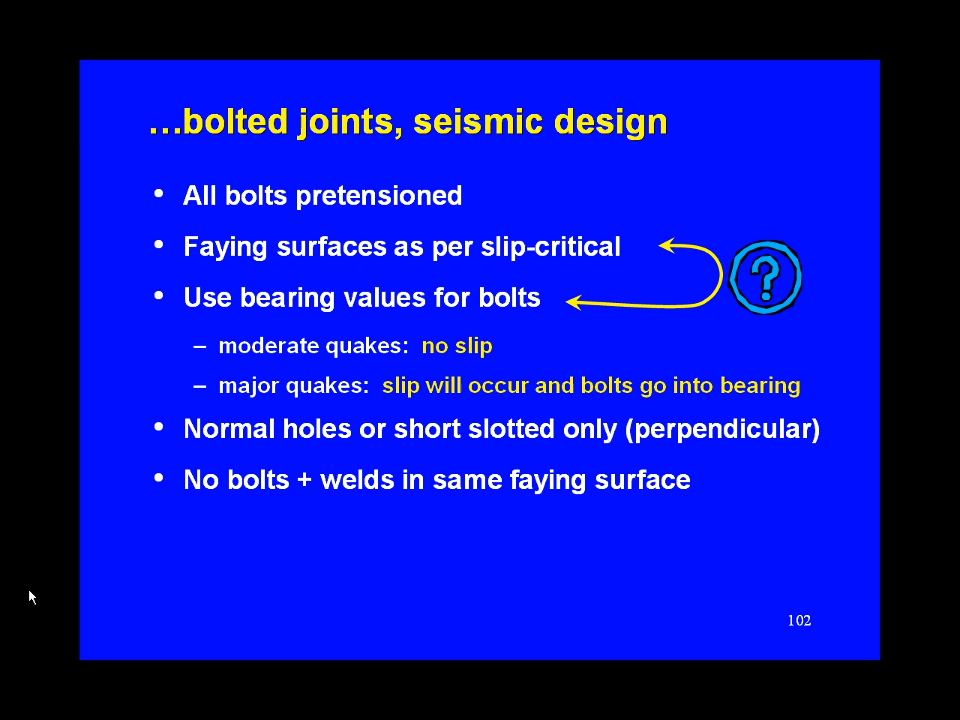 …bolted joints, seismic design
• All bolts pretensioned
• Faying surfaces as per slip-critical
• Use bearing values for bolts
– moderate quakes: no slip
– major quakes: slip will occur and bolts go into bearing
• Normal holes or short slotted only (perpendicular)
• No bolts + welds in same faying surface
?
102